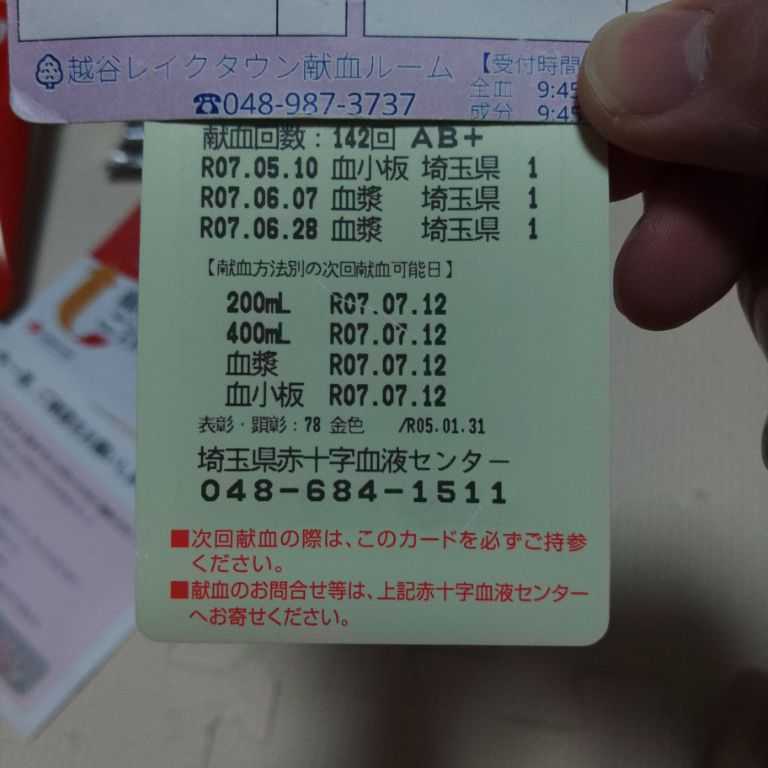 越谷レイクタウン献血ルーム
【受付時間
☎048-987-3737
全血 9:45
成分 9:45
献血回数:142回 AB+
R07.05.10 血小板 埼玉県 1
R07.06.07 血漿 埼玉県 1
R07.06.28 血漿 埼玉県 1
【献血方法別の次回献血可能日】
200mL R07.07.12
400mL R07.07.12
血漿 R07.07.12
血小板 R07.07.12
表彰・顕彰:78 金色 /R05.01.31
埼玉県赤十字血液センター
048-684-1511
■次回献血の際は、このカードを必ずご持参
ください。
■献血のお問合せ等は、上記赤十字血液センター
へお寄せください。